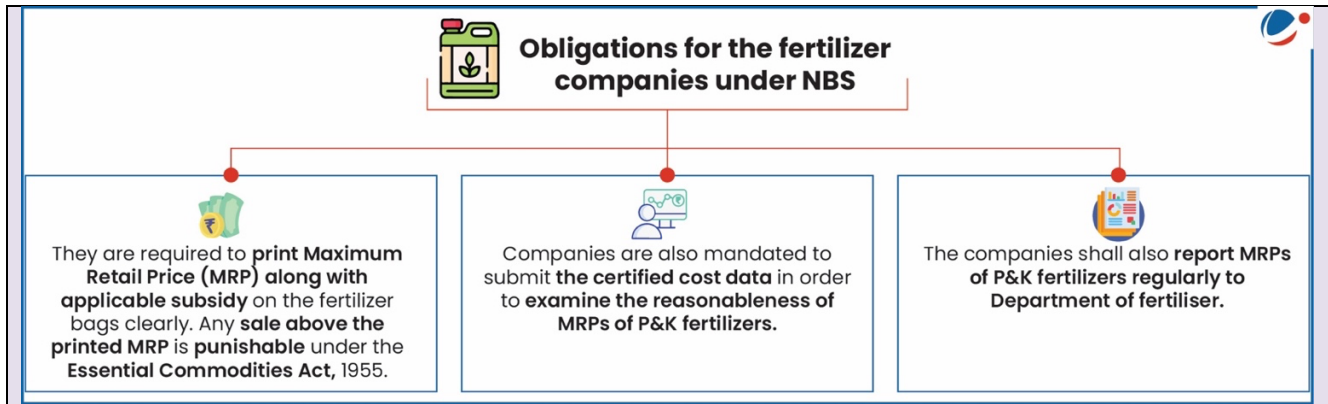 Obligations for the fertilizer
companies under NBS
They are required to print Maximum
Retail Price (MRP) along with
applicable subsidy on the fertilizer
bags clearly. Any sale above the
printed MRP is punishable under the
Essential Commodities Act, 1955.
Companies are also mandated to
submit the certified cost data in order
to examine the reasonableness of
MRPs of P&K fertilizers.
The companies shall also report MRPs
of P&K fertilizers regularly to
Department of fertiliser.